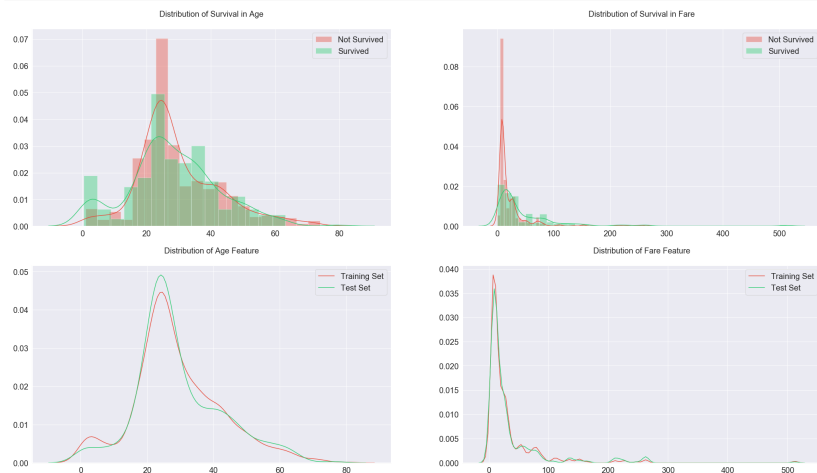 Distribution of Survival in Age
0.07
0.06
0.05
0.04
0.03
0.02
0.01
0.00
0 20 40 60 80
Not Survived
Survived
Distribution of Survival in Fare
0.08
0.06
0.04
0.02
0.00
0 100 200 300 400 500
Not Survived
Survived
Distribution of Age Feature
0.05
0.04
0.03
0.02
0.01
0.00
0 20 40 60 80
Training Set
Test Set
Distribution of Fare Feature
0.040
0.035
0.030
0.025
0.020
0.015
0.010
0.005
0.000
0 100 200 300 400 500
Training Set
Test Set